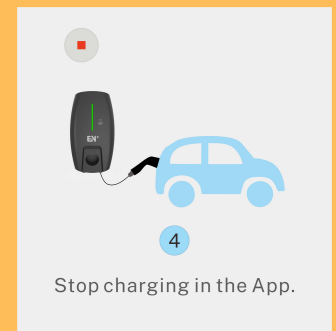 EN+
4
Stop charging in the App.